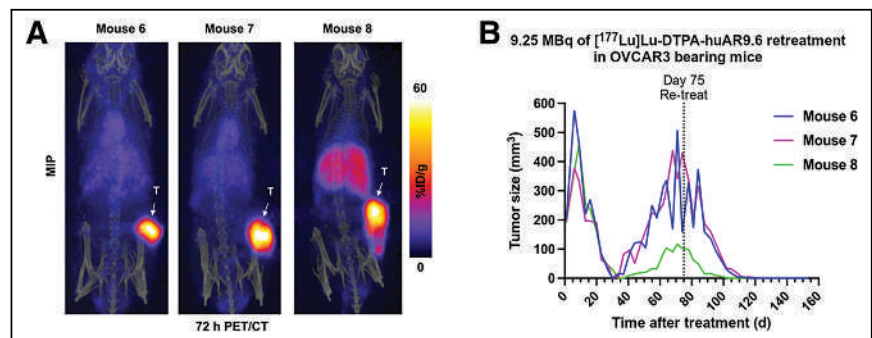 A
Mouse 6
Mouse 7
Mouse 8
MIP
T
T
T
60
%ID/g
0
72 h PET/CT
B
9.25 MBq of [¹⁷⁷Lu]Lu-DTPA-huAR9.6 retreatment
in OVCAR3 bearing mice
Day 75
Re-treat
Mouse 6
Mouse 7
Mouse 8
Tumor size (mm³)
600
500
400
300
200
100
0
0 20 40 60 80 100 120 140 160
Time after treatment (d)